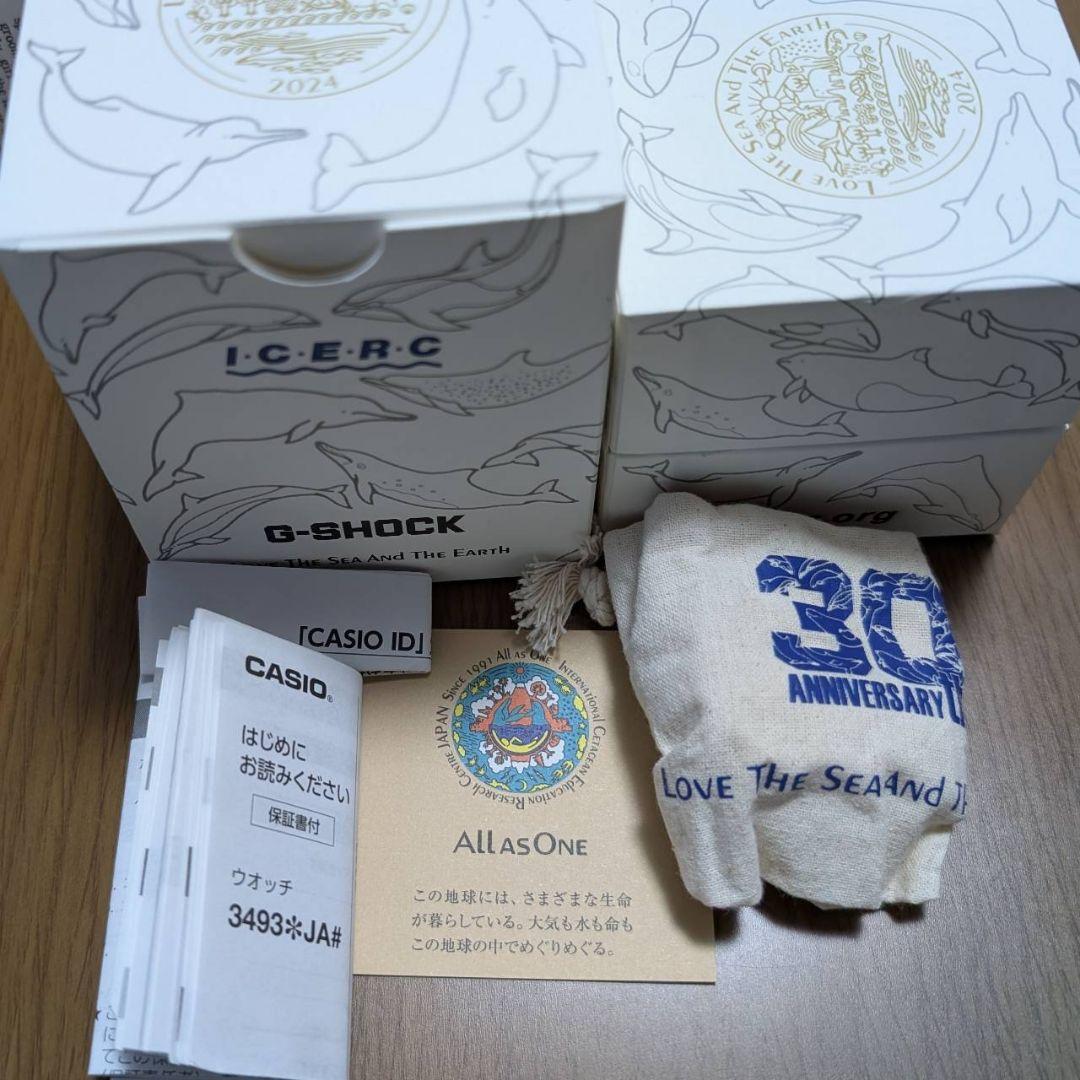 2024
LOVE THE SEA AND THE EARTH
2024
I·C·E·R·C
G-SHOCK
THE SEA AND THE EARTH
.org
「CASIO ID」
CASIO®
はじめに
お読みください
保証書付
ウオッチ
3493✻JA#
JAPAN SINCE 1991 ALL AS ONE INTERNATIONAL CETACEAN EDUCATION RESEARCH CENTRE
ALL AS ONE
この地球には、さまざまな生命
が暮らしている。大気も水も命も
この地球の中でめぐりめぐる。
30
ANNIVERSARY
LOVE THE SEA AND